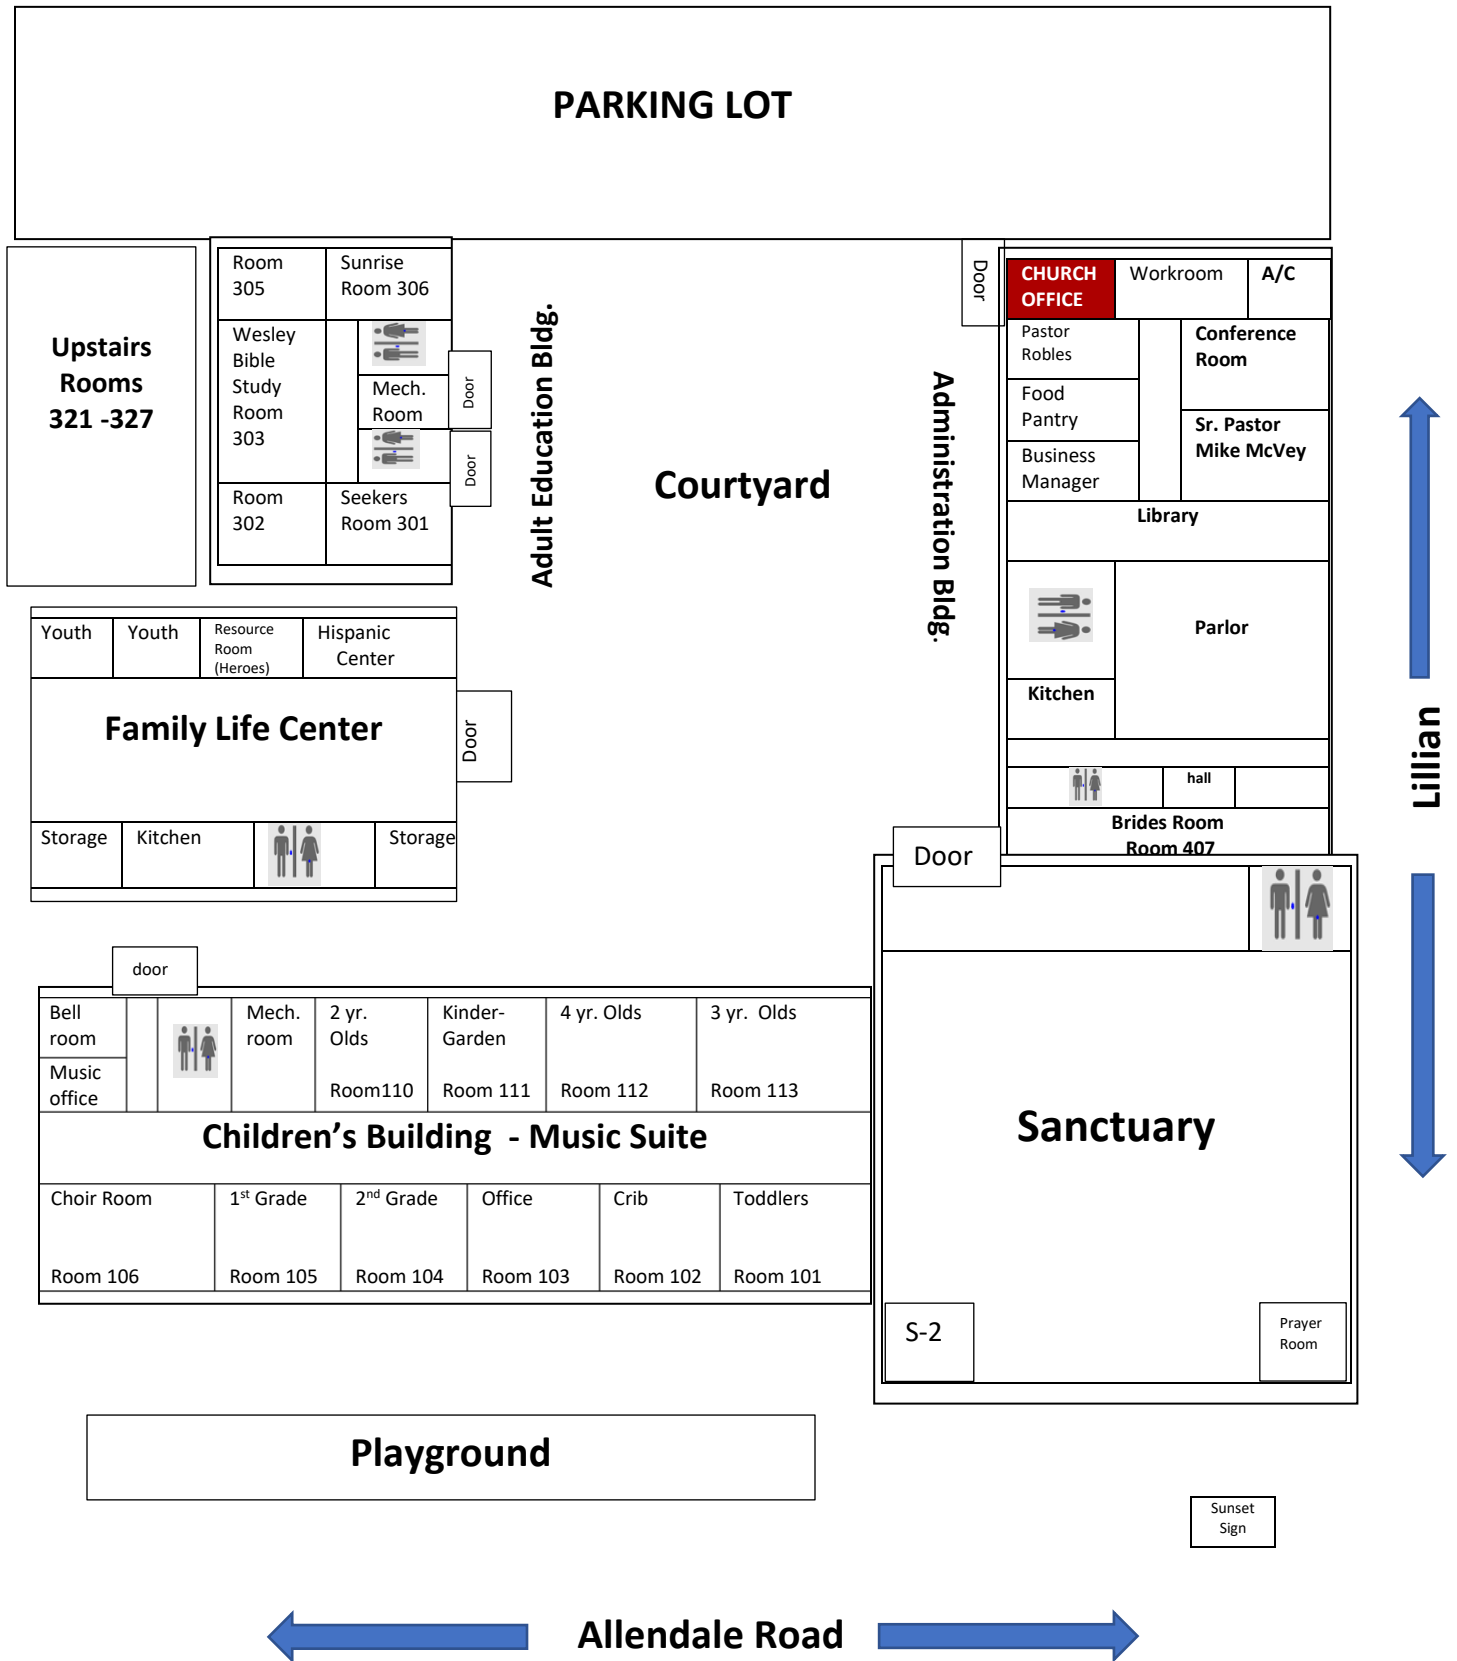 PARKING LOT
Upstairs
Rooms
321 -327
Room
305
Sunrise
Room 306
Wesley
Bible
Study
Room
303
Mech.
Room
Door
Door
Room
302
Seekers
Room 301
Adult Education Bldg.
Courtyard
Administration Bldg.
Door
CHURCH
OFFICE
Workroom
A/C
Pastor
Robles
Conference
Room
Food
Pantry
Sr. Pastor
Mike McVey
Business
Manager
Library
Parlor
Kitchen
hall
Brides Room
Room 407
Lillian
Youth
Youth
Resource
Room
(Heroes)
Hispanic
Center
Family Life Center
Door
Storage
Kitchen
Storage
Door
door
Bell
room
Music
office
Mech.
room
2 yr.
Olds
Room110
Kinder-
Garden
Room 111
4 yr. Olds
Room 112
3 yr.  Olds
Room 113
Children’s Building  - Music Suite
Choir Room
Room 106
1st Grade
Room 105
2nd Grade
Room 104
Office
Room 103
Crib
Room 102
Toddlers
Room 101
Sanctuary
S-2
Prayer
Room
Playground
Sunset
Sign
Allendale Road